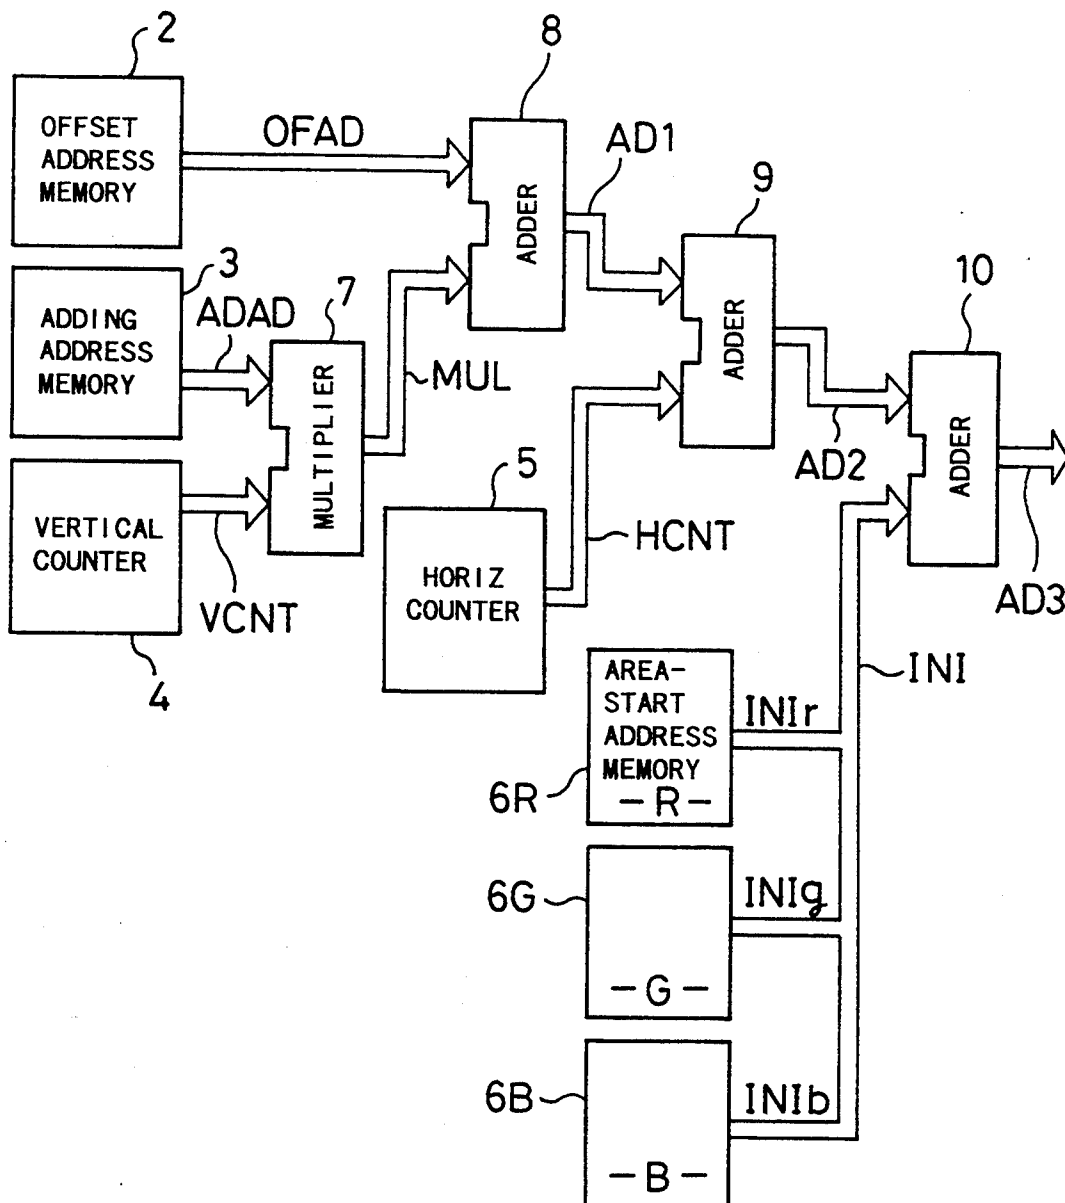 2
OFFSET
ADDRESS
MEMORY
OFAD
8
ADDER
AD1
3
ADDING
ADDRESS
MEMORY
ADAD
7
MULTIPLIER
MUL
9
ADDER
AD2
10
ADDER
AD3
VERTICAL
COUNTER
VCNT
4
5
HORIZ
COUNTER
HCNT
INI
AREA-
START
ADDRESS
MEMORY
-R-
6R
INIr
6G
INIg
-G-
6B
INIb
-B-